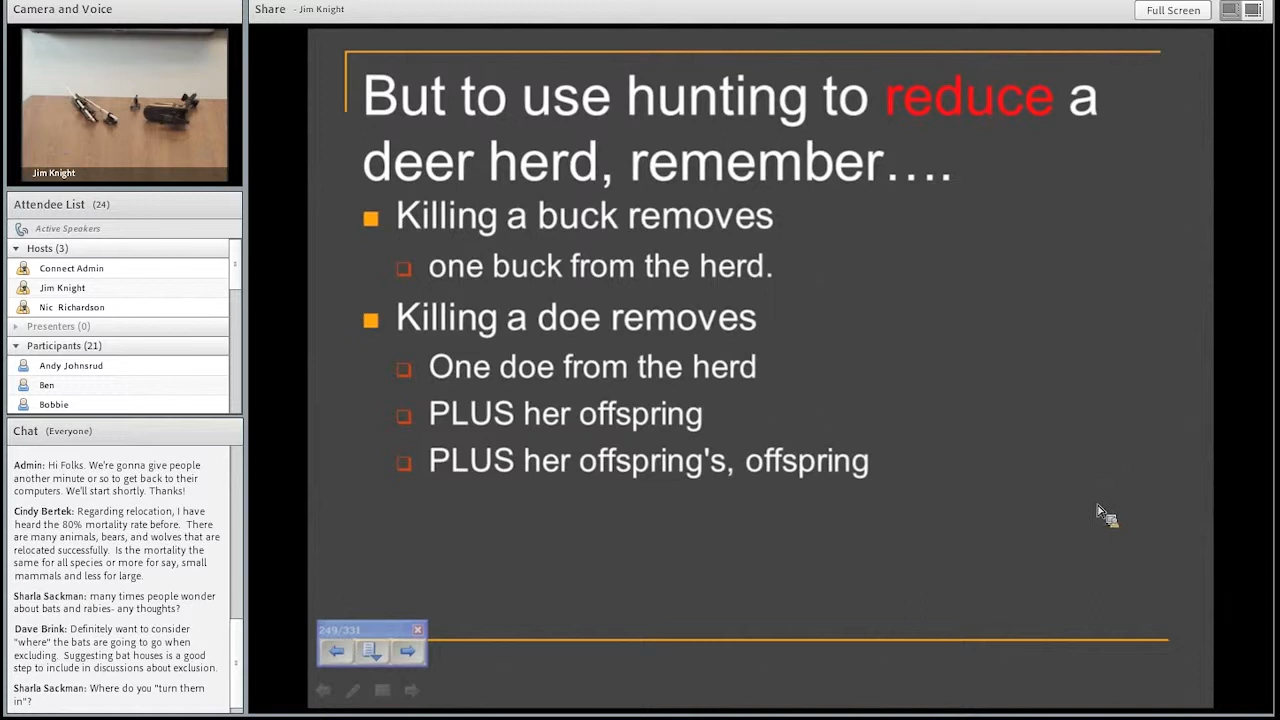 Camera and Voice
Share - Jim Knight
Full Screen
Jim Knight
Attendee List (24)
Active Speakers
Hosts (3)
Connect Admin
Jim Knight
Nic Richardson
Presenters (0)
Participants (21)
Andy Johnsrud
Ben
Bobbie
Chat (Everyone)
Admin: Hi Folks. We're gonna give people
another minute or so to get back to their
computers. We'll start shortly. Thanks!
Cindy Bertek: Regarding relocation, I have
heard the 80% mortality rate before. There
are many animals, bears, and wolves that are
relocated successfully. Is the mortality the
same for all species or more for say, small
mammals and less for large.
Sharla Sackman: many times people wonder
about bats and rabies- any thoughts?
Dave Brink: Definitely want to consider
"where" the bats are going to go when
excluding. Suggesting bat houses is a good
step to include in discussions about exclusion.
Sharla Sackman: Where do you "turn them
in"?
But to use hunting to reduce a
deer herd, remember….
Killing a buck removes
one buck from the herd.
Killing a doe removes
One doe from the herd
PLUS her offspring
PLUS her offspring's, offspring
249/331